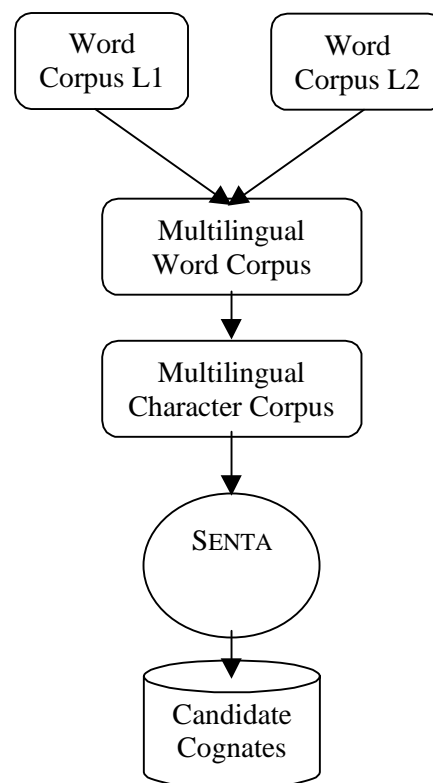 Word
Corpus L1
Word
Corpus L2
Multilingual
Word Corpus
Multilingual
Character Corpus
SENTA
Candidate
Cognates